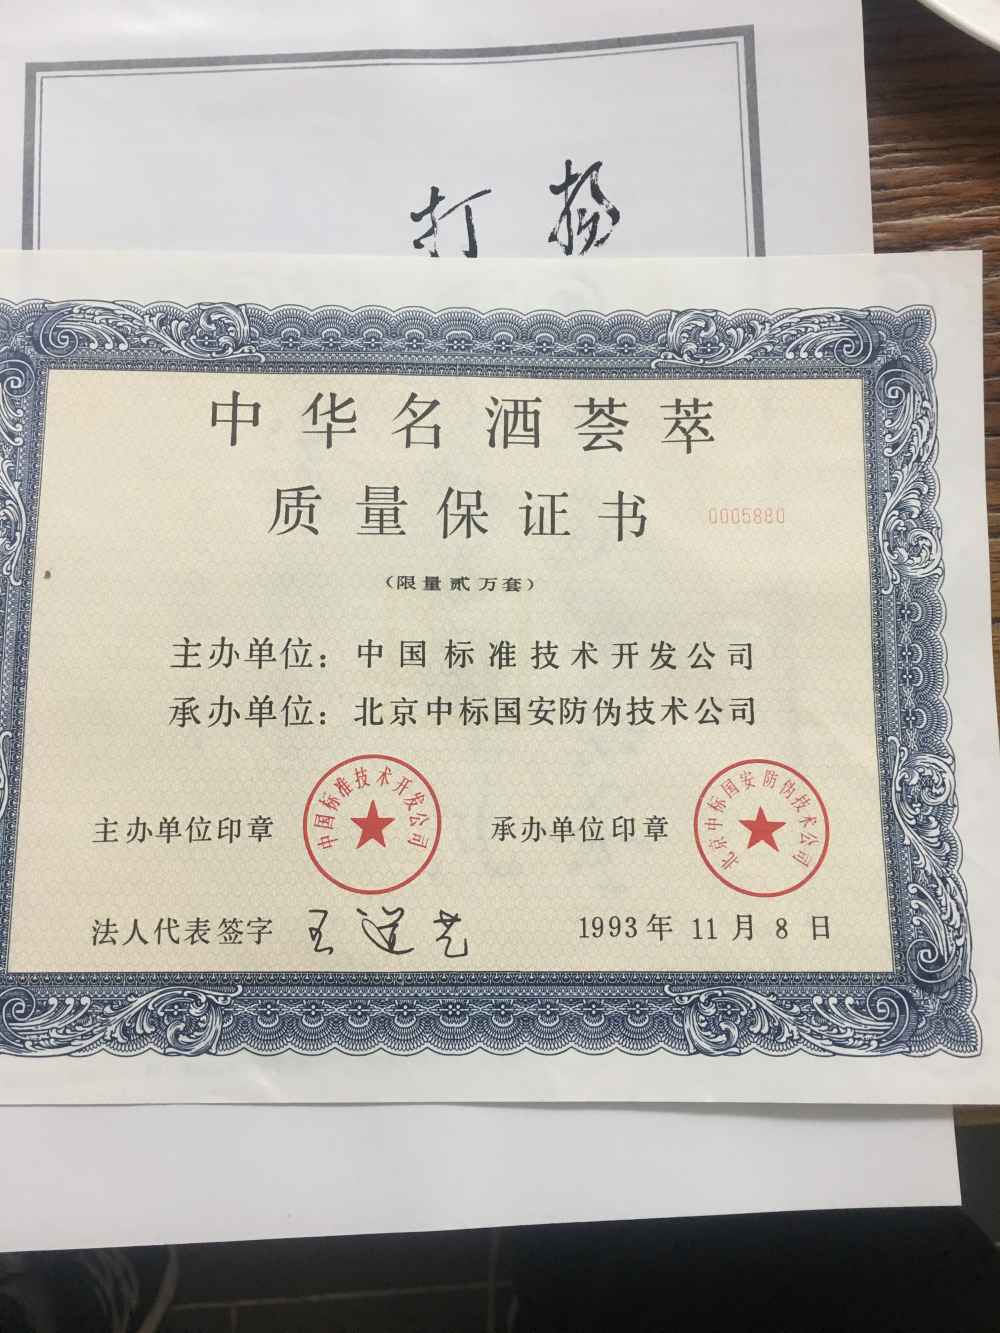 打 扬
中华名酒荟萃
质量保证书
0005880
（限量贰万套）
主办单位：中国标准技术开发公司
承办单位：北京中标国安防伪技术公司
中国标准技术开发公司
北京中标国安防伪技术公司
主办单位印章
承办单位印章
法人代表签字 王道艺
1993年 11 月 8 日